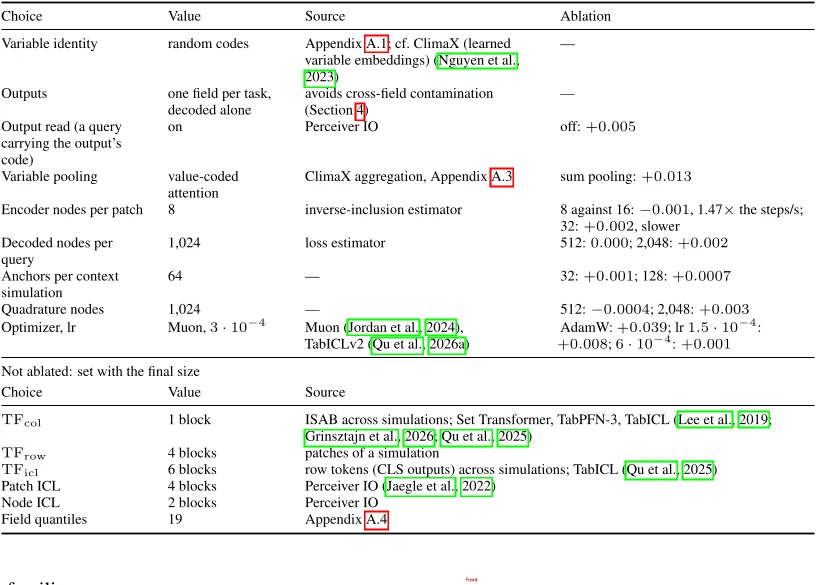 Choice Value Source Ablation
Variable identity random codes Appendix A.1; cf. ClimaX (learned —
variable embeddings) (Nguyen et al.,
2023)
Outputs one field per task, avoids cross-field contamination —
decoded alone (Section 4)
Output read (a query on Perceiver IO off: +0.005
carrying the output's
code)
Variable pooling value-coded ClimaX aggregation, Appendix A.3 sum pooling: +0.013
attention
Encoder nodes per patch 8 inverse-inclusion estimator 8 against 16: −0.001, 1.47× the steps/s;
32: +0.002, slower
Decoded nodes per 1,024 loss estimator 512: 0.000; 2,048: +0.002
query
Anchors per context 64 — 32: +0.001; 128: +0.0007
simulation
Quadrature nodes 1,024 — 512: −0.0004; 2,048: +0.003
Optimizer, lr Muon, 3 · 10⁻⁴ Muon (Jordan et al., 2024), AdamW: +0.039; lr 1.5 · 10⁻⁴:
TabICLv2 (Qu et al., 2026a) +0.008; 6 · 10⁻⁴: +0.001
Not ablated: set with the final size
Choice Value Source
TFcol 1 block ISAB across simulations; Set Transformer, TabPFN-3, TabICL (Lee et al., 2019;
Grinsztajn et al., 2026; Qu et al., 2025)
TFrow 4 blocks patches of a simulation
TFicl 6 blocks row tokens (CLS outputs) across simulations; TabICL (Qu et al., 2025)
Patch ICL 4 blocks Perceiver IO (Jaegle et al., 2022)
Node ICL 2 blocks Perceiver IO
Field quantiles 19 Appendix A.4
front